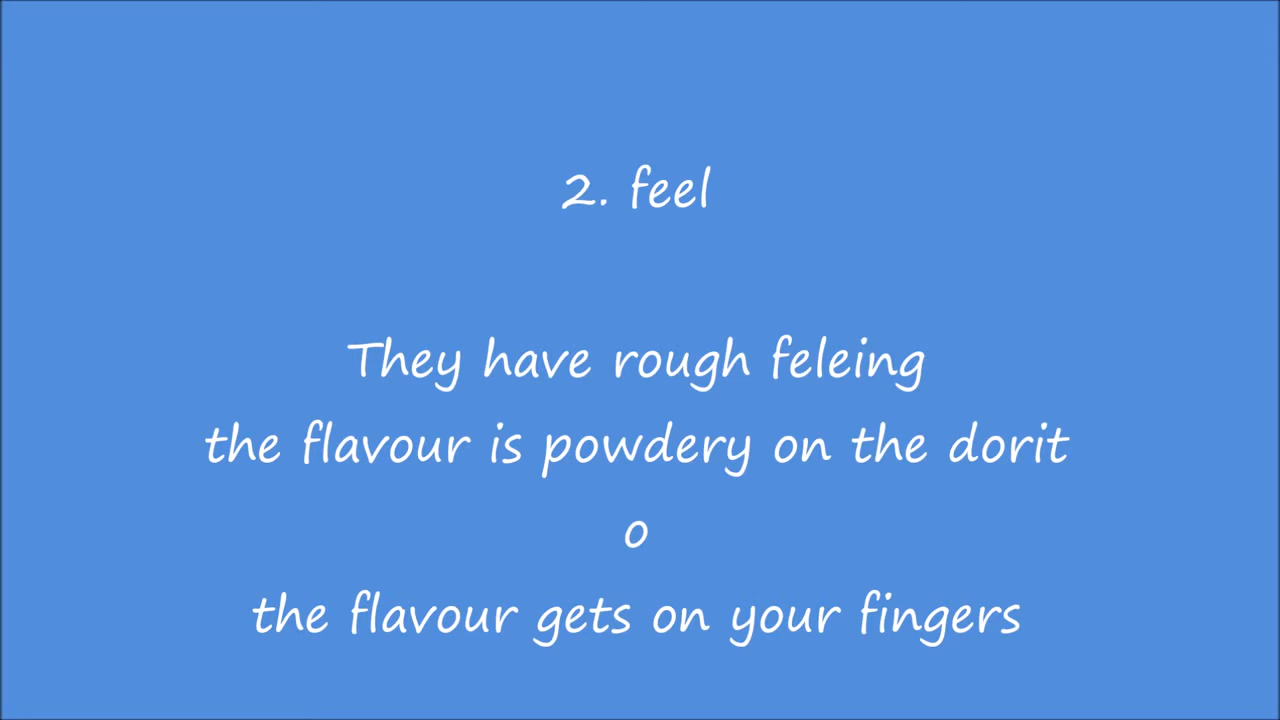 2. feel
They have rough feleing
the flavour is powdery on the dorit
o
the flavour gets on your fingers